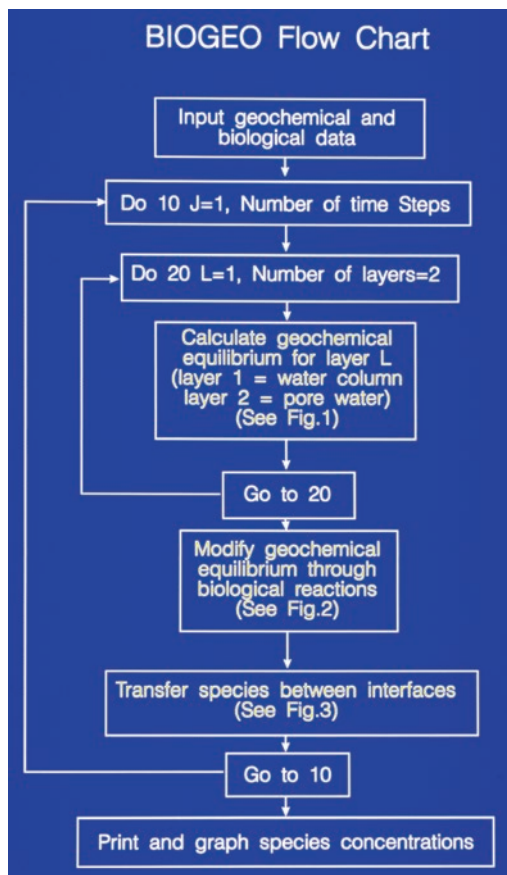 BIOGEO Flow Chart
Input geochemical and
biological data
Do 10 J=1, Number of time Steps
Do 20 L=1, Number of layers=2
Calculate geochemical
equilibrium for layer L
(layer 1 = water column
layer 2 = pore water)
(See Fig.1)
Go to 20
Modify geochemical
equilibrium through
biological reactions
(See Fig.2)
Transfer species between interfaces
(See Fig.3)
Go to 10
Print and graph species concentrations